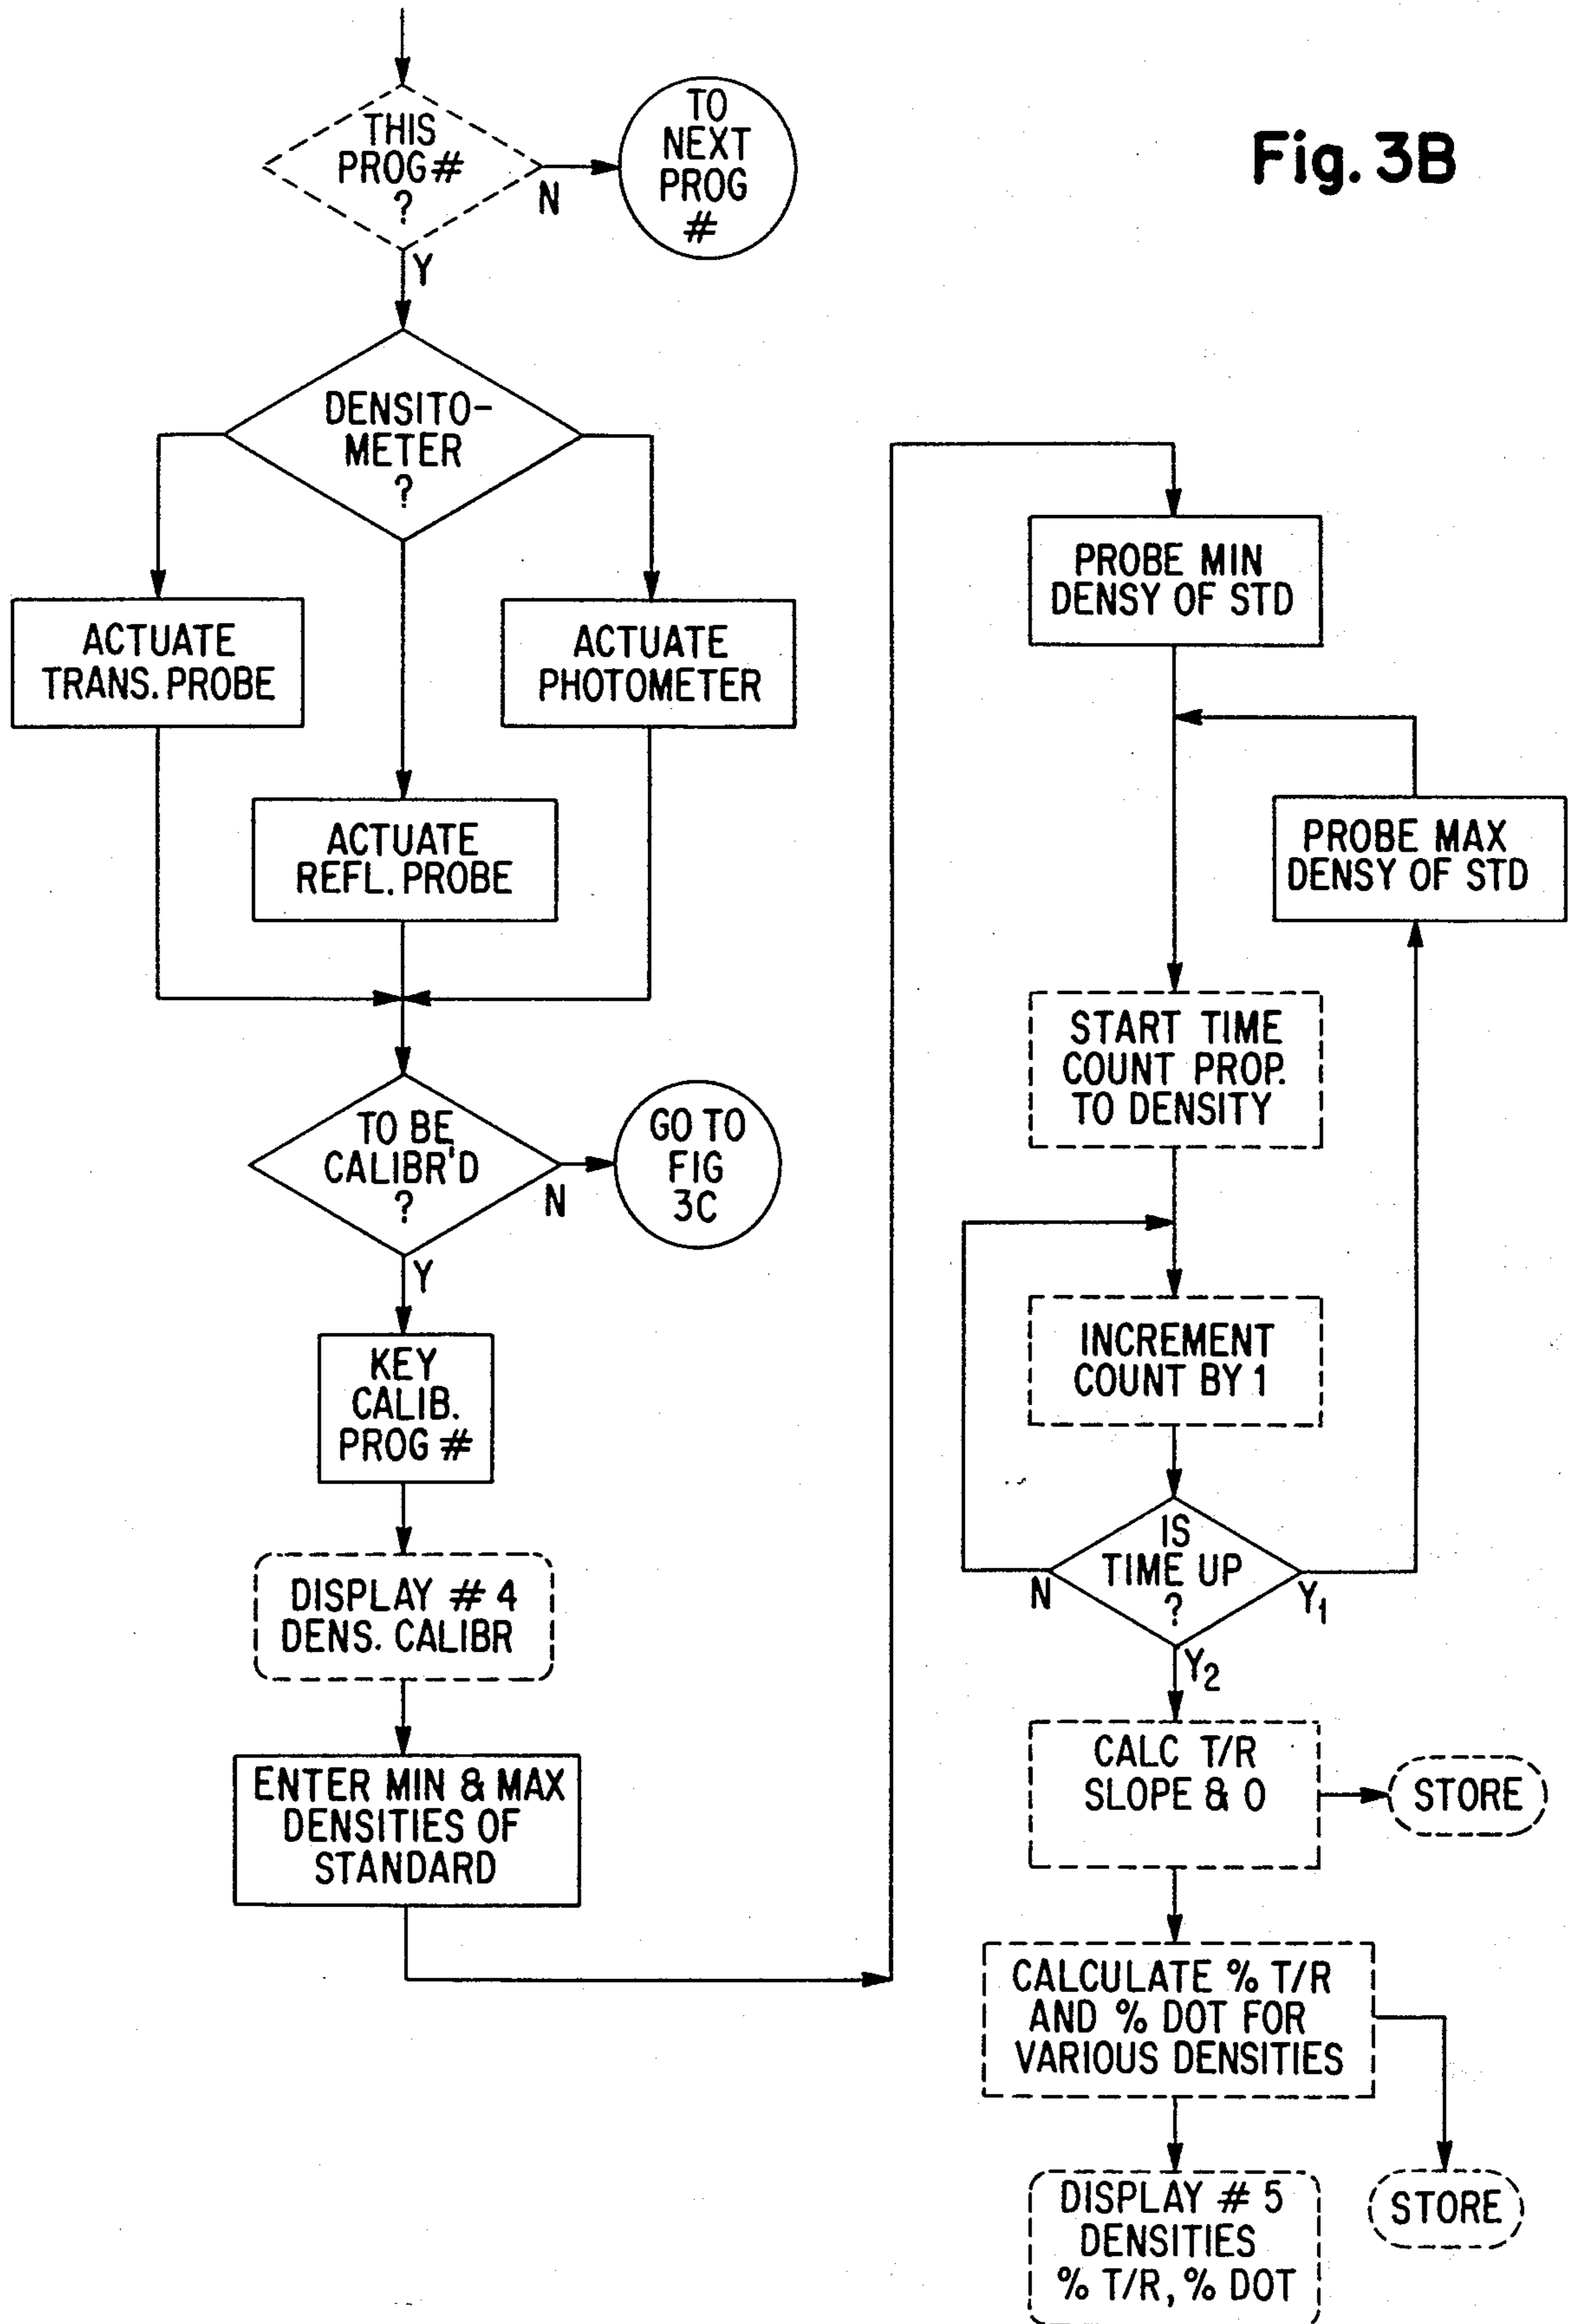 Fig. 3B
THIS
PROG #
?
N
TO
NEXT
PROG
#
Y
DENSITO-
METER
?
ACTUATE
TRANS. PROBE
ACTUATE
PHOTOMETER
ACTUATE
REFL. PROBE
TO BE
CALIBR'D
?
N
GO TO
FIG
3C
Y
KEY
CALIB.
PROG #
DISPLAY # 4
DENS. CALIBR
ENTER MIN & MAX
DENSITIES OF
STANDARD
PROBE MIN
DENSY OF STD
PROBE MAX
DENSY OF STD
START TIME
COUNT PROP.
TO DENSITY
INCREMENT
COUNT BY 1
IS
TIME UP
?
N
Y1
Y2
CALC T/R
SLOPE & 0
STORE
CALCULATE % T/R
AND % DOT FOR
VARIOUS DENSITIES
STORE
DISPLAY # 5
DENSITIES
% T/R, % DOT